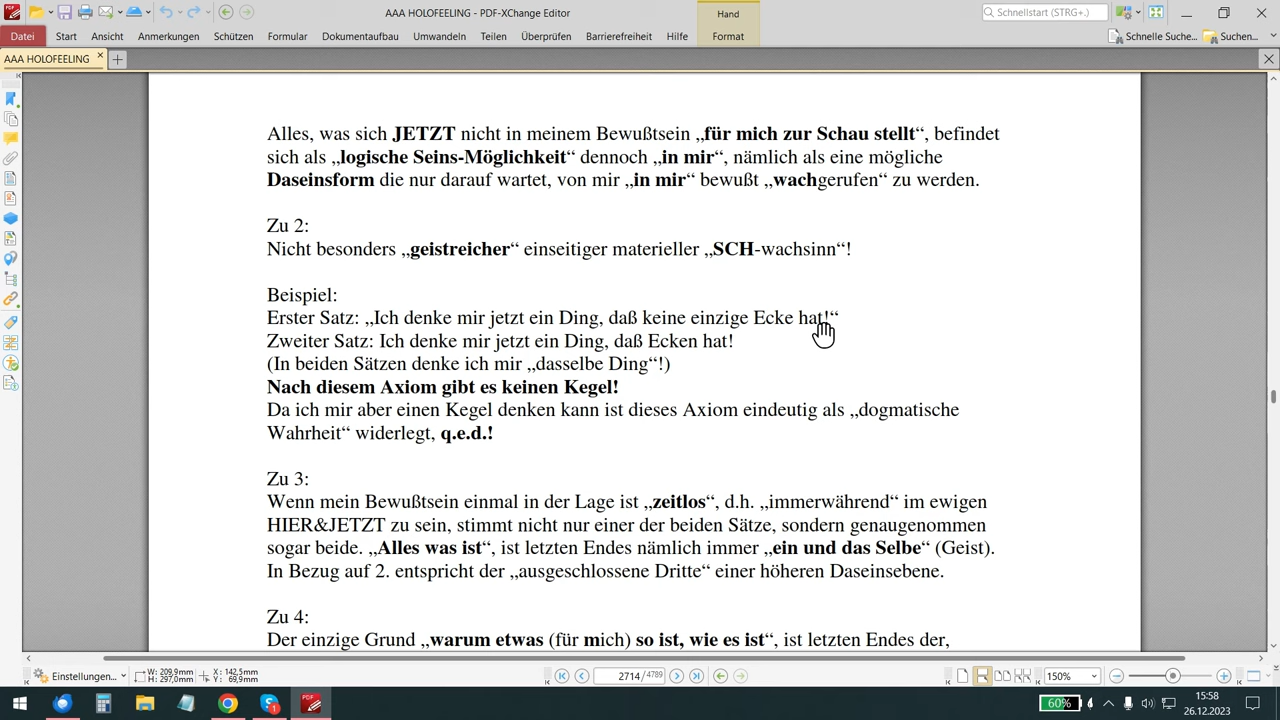 AAA HOLOFEELING - PDF-XChange Editor
Hand
Schnellstart (STRG+.)
Datei Start Ansicht Anmerkungen Schützen Formular Dokumentaufbau Umwandeln Teilen Überprüfen Barrierefreiheit Hilfe Format Schnelle Suche... Suchen...
AAA HOLOFEELING
Alles, was sich JETZT nicht in meinem Bewußtsein „für mich zur Schau stellt“, befindet
sich als „logische Seins-Möglichkeit“ dennoch „in mir“, nämlich als eine mögliche
Daseinsform die nur darauf wartet, von mir „in mir“ bewußt „wachgerufen“ zu werden.
Zu 2:
Nicht besonders „geistreicher“ einseitiger materieller „SCH-wachsinn“!
Beispiel:
Erster Satz: „Ich denke mir jetzt ein Ding, daß keine einzige Ecke hat!“
Zweiter Satz: Ich denke mir jetzt ein Ding, daß Ecken hat!
(In beiden Sätzen denke ich mir „dasselbe Ding“!)
Nach diesem Axiom gibt es keinen Kegel!
Da ich mir aber einen Kegel denken kann ist dieses Axiom eindeutig als „dogmatische
Wahrheit“ widerlegt, q.e.d.!
Zu 3:
Wenn mein Bewußtsein einmal in der Lage ist „zeitlos“, d.h. „immerwährend“ im ewigen
HIER&JETZT zu sein, stimmt nicht nur einer der beiden Sätze, sondern genaugenommen
sogar beide. „Alles was ist“, ist letzten Endes nämlich immer „ein und das Selbe“ (Geist).
In Bezug auf 2. entspricht der „ausgeschlossene Dritte“ einer höheren Daseinsebene.
Zu 4:
Der einzige Grund „warum etwas (für mich) so ist, wie es ist“, ist letzten Endes der,
Einstellungen... W: 209,9mm X: 142,5mm 2714 / 4789 150%
H: 297,0mm Y: 69,9mm
60% 15:58
26.12.2023